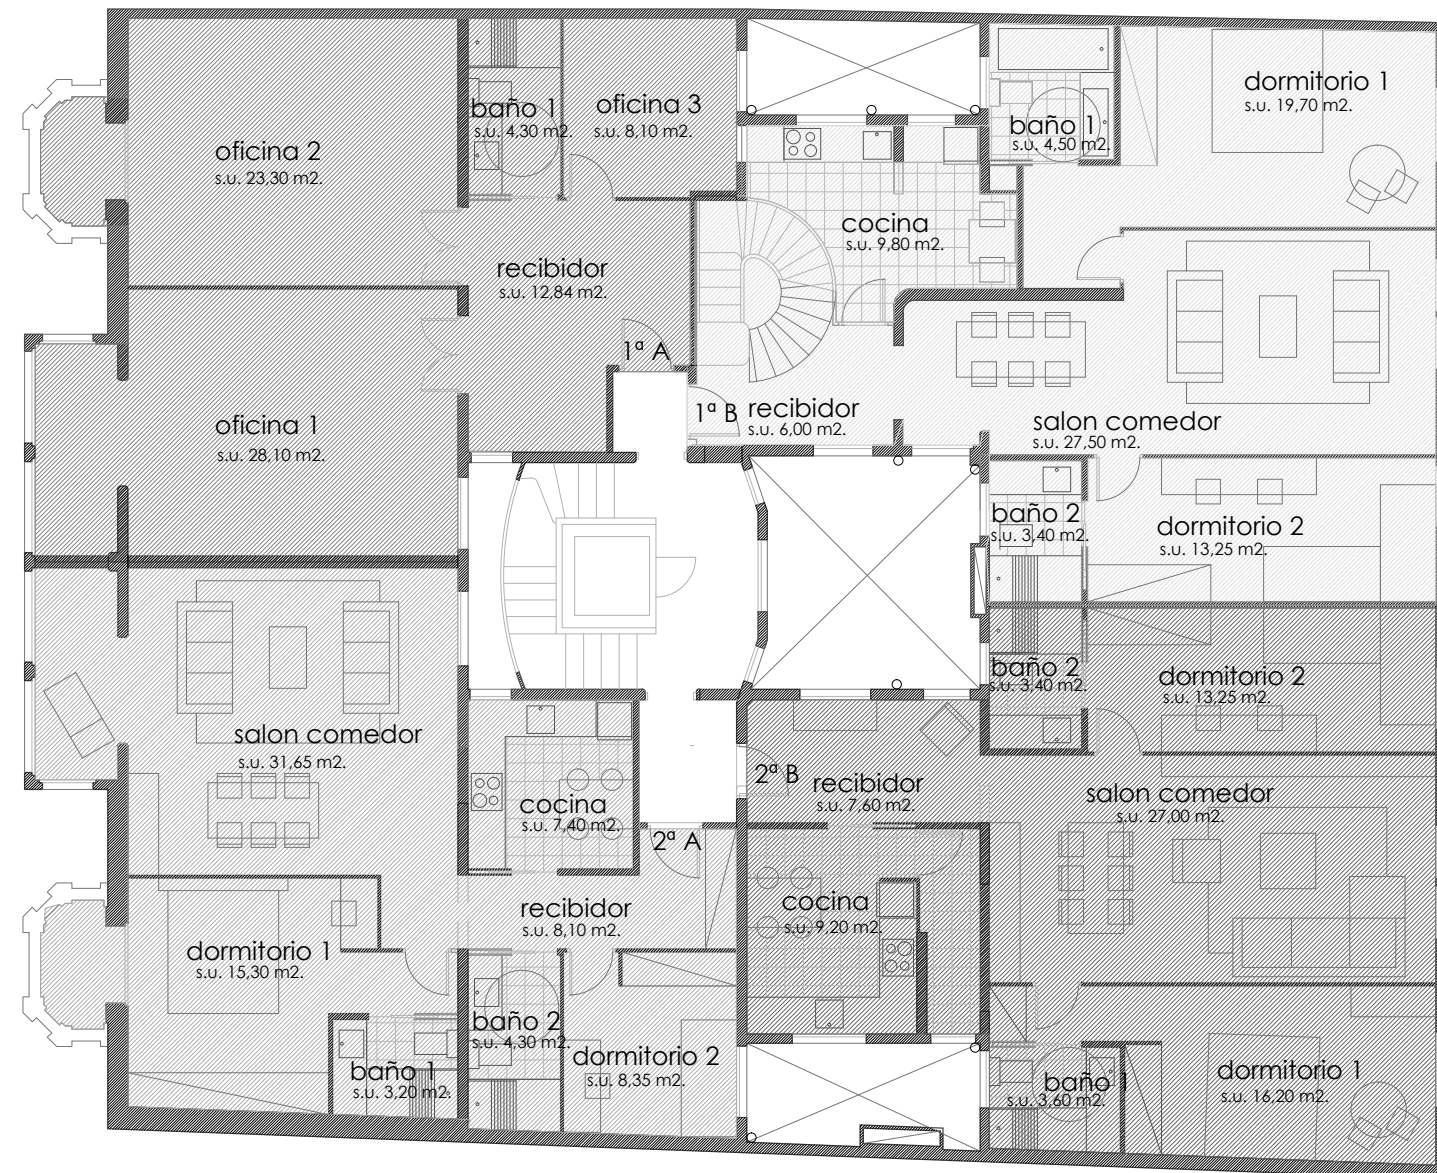 dormitorio 1
s.u. 19,70 m2.
baño 1
s.u. 4,30 m2.
oficina 3
s.u. 8,10 m2.
baño 1
s.u. 4,50 m2.
oficina 2
s.u. 23,30 m2.
cocina
s.u. 9,80 m2.
recibidor
s.u. 12,84 m2.
1ª A
1ª B
recibidor
s.u. 6,00 m2.
oficina 1
s.u. 28,10 m2.
salon comedor
s.u. 27,50 m2.
baño 2
s.u. 3,40 m2.
dormitorio 2
s.u. 13,25 m2.
baño 2
s.u. 3,40 m2.
dormitorio 2
s.u. 13,25 m2.
salon comedor
s.u. 31,65 m2.
2ª B
recibidor
s.u. 7,60 m2.
salon comedor
s.u. 27,00 m2.
cocina
s.u. 7,40 m2.
2ª A
recibidor
s.u. 8,10 m2.
cocina
s.u. 9,20 m2.
dormitorio 1
s.u. 15,30 m2.
baño 2
s.u. 4,30 m2.
dormitorio 2
s.u. 8,35 m2.
baño 1
s.u. 3,20 m2.
baño 1
s.u. 3,60 m2.
dormitorio 1
s.u. 16,20 m2.